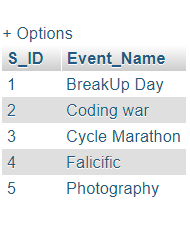 + Options
S_ID Event_Name
1 BreakUp Day
2 Coding war
3 Cycle Marathon
4 Falicific
5 Photography